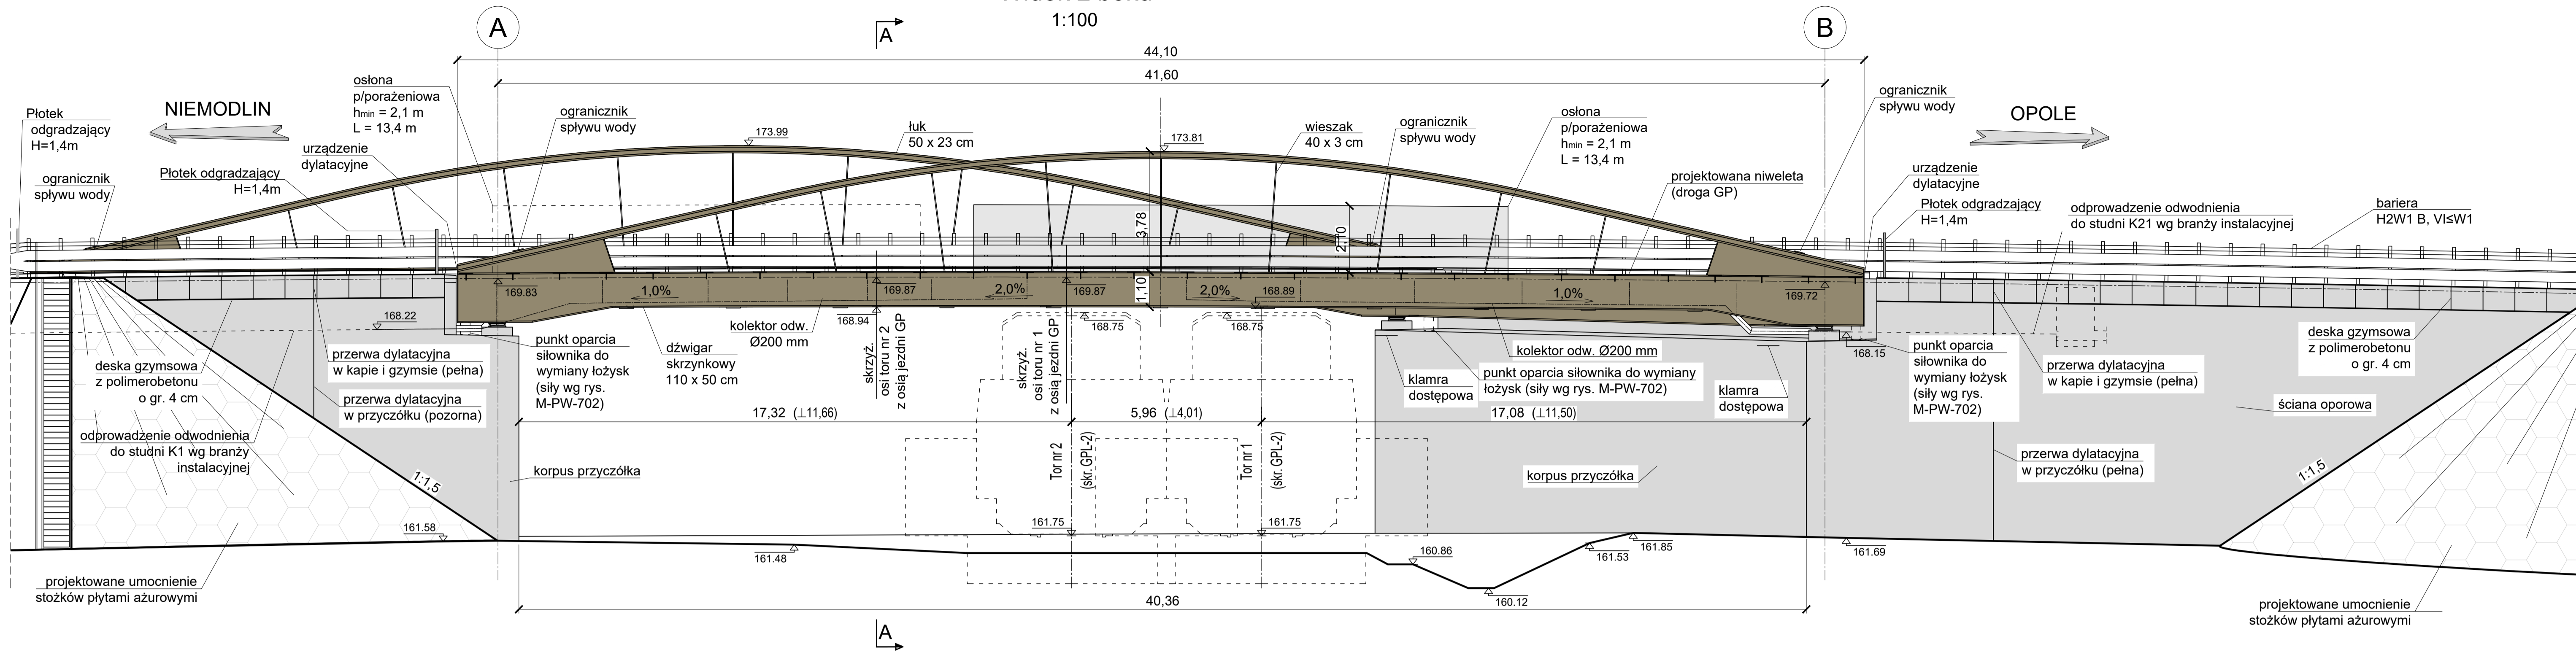 1:100
A
B
A
44,10
41,60
NIEMODLIN
OPOLE
Płotek
odgradzający
H=1,4m
ogranicznik
spływu wody
Płotek odgradzający
H=1,4m
urządzenie
dylatacyjne
osłona
p/porażeniowa
hmin = 2,1 m
L = 13,4 m
ogranicznik
spływu wody
173.99
łuk
50 x 23 cm
173.81
wieszak
40 x 3 cm
ogranicznik
spływu wody
osłona
p/porażeniowa
hmin = 2,1 m
L = 13,4 m
projektowana niweleta
(droga GP)
ogranicznik
spływu wody
urządzenie
dylatacyjne
Płotek odgradzający
H=1,4m
odprowadzenie odwodnienia
do studni K21 wg branży instalacyjnej
bariera
H2W1 B, VI≤W1
3,78
2,10
1,10
169.83
1,0%
169.87
2,0%
169.87
2,0%
168.89
1,0%
169.72
168.22
168.94
168.75
168.75
168.15
kolektor odw.
Ø200 mm
dźwigar
skrzynkowy
110 x 50 cm
skrzyż.
osi toru nr 2
z osią jezdni GP
skrzyż.
osi toru nr 1
z osią jezdni GP
punkt oparcia
siłownika do
wymiany łożysk
(siły wg rys.
M-PW-702)
przerwa dylatacyjna
w kapie i gzymsie (pełna)
przerwa dylatacyjna
w przyczółku (pozorna)
deska gzymsowa
z polimerobetonu
o gr. 4 cm
odprowadzenie odwodnienia
do studni K1 wg branży
instalacyjnej
1:1,5
korpus przyczółka
161.58
projektowane umocnienie
stożków płytami ażurowymi
kolektor odw. Ø200 mm
punkt oparcia siłownika do wymiany
łożysk (siły wg rys. M-PW-702)
klamra
dostępowa
klamra
dostępowa
punkt oparcia
siłownika do
wymiany łożysk
(siły wg rys.
M-PW-702)
przerwa dylatacyjna
w kapie i gzymsie (pełna)
deska gzymsowa
z polimerobetonu
o gr. 4 cm
ściana oporowa
przerwa dylatacyjna
w przyczółku (pełna)
korpus przyczółka
1:1,5
17,32 (⊥11,66)
5,96 (⊥4,01)
17,08 (⊥11,50)
Tor nr 2
(skr. GPL-2)
Tor nr 1
(skr. GPL-2)
161.75
161.75
161.48
160.86
160.12
161.53
161.85
161.69
40,36
A
projektowane umocnienie
stożków płytami ażurowymi